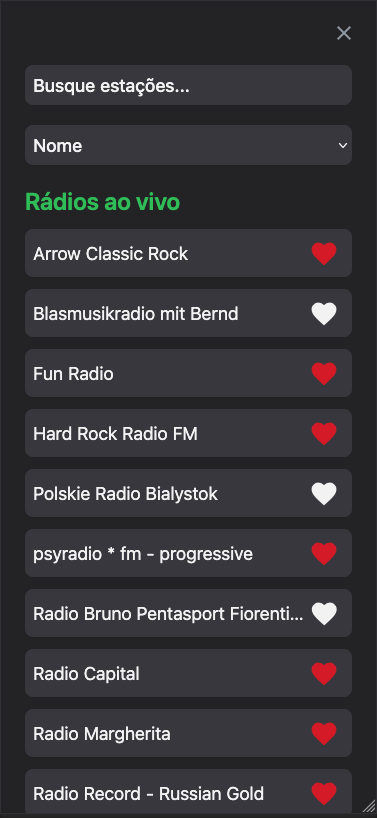 Busque estações...
Nome
Rádios ao vivo
Arrow Classic Rock
Blasmusikradio mit Bernd
Fun Radio
Hard Rock Radio FM
Polskie Radio Bialystok
psyradio * fm - progressive
Radio Bruno Pentasport Fiorenti...
Radio Capital
Radio Margherita
Radio Record - Russian Gold